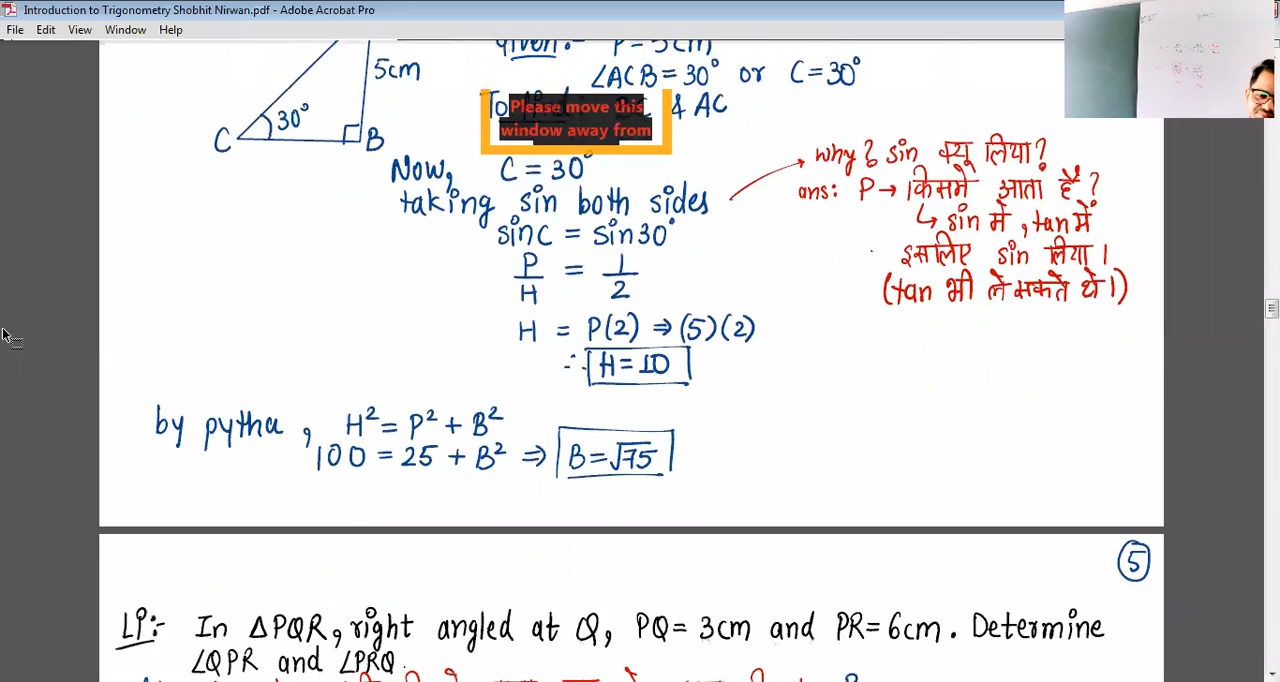 Introduction to Trigonometry Shobhit Nirwan.pdf - Adobe Acrobat Pro
File Edit View Window Help
given:- P = 5cm
5cm
∠ACB = 30° or C = 30°
30°
C
B
To & AC
Please move this
window away from
Now, C = 30°
taking sin both sides
sinC = sin30°
P/H = 1/2
H = P(2) ⇒ (5)(2)
∴ H = 10
why? sin क्यू लिया?
ans: P → किसमे आता है?
↳ sin में, tan में
इसलिए sin लिया।
(tan भी ले सकते थे।)
by pytha, H² = P² + B²
100 = 25 + B² ⇒ B = √75
5
In ΔPQR, right angled at Q, PQ = 3cm and PR = 6cm. Determine
∠QPR and ∠PRQ.